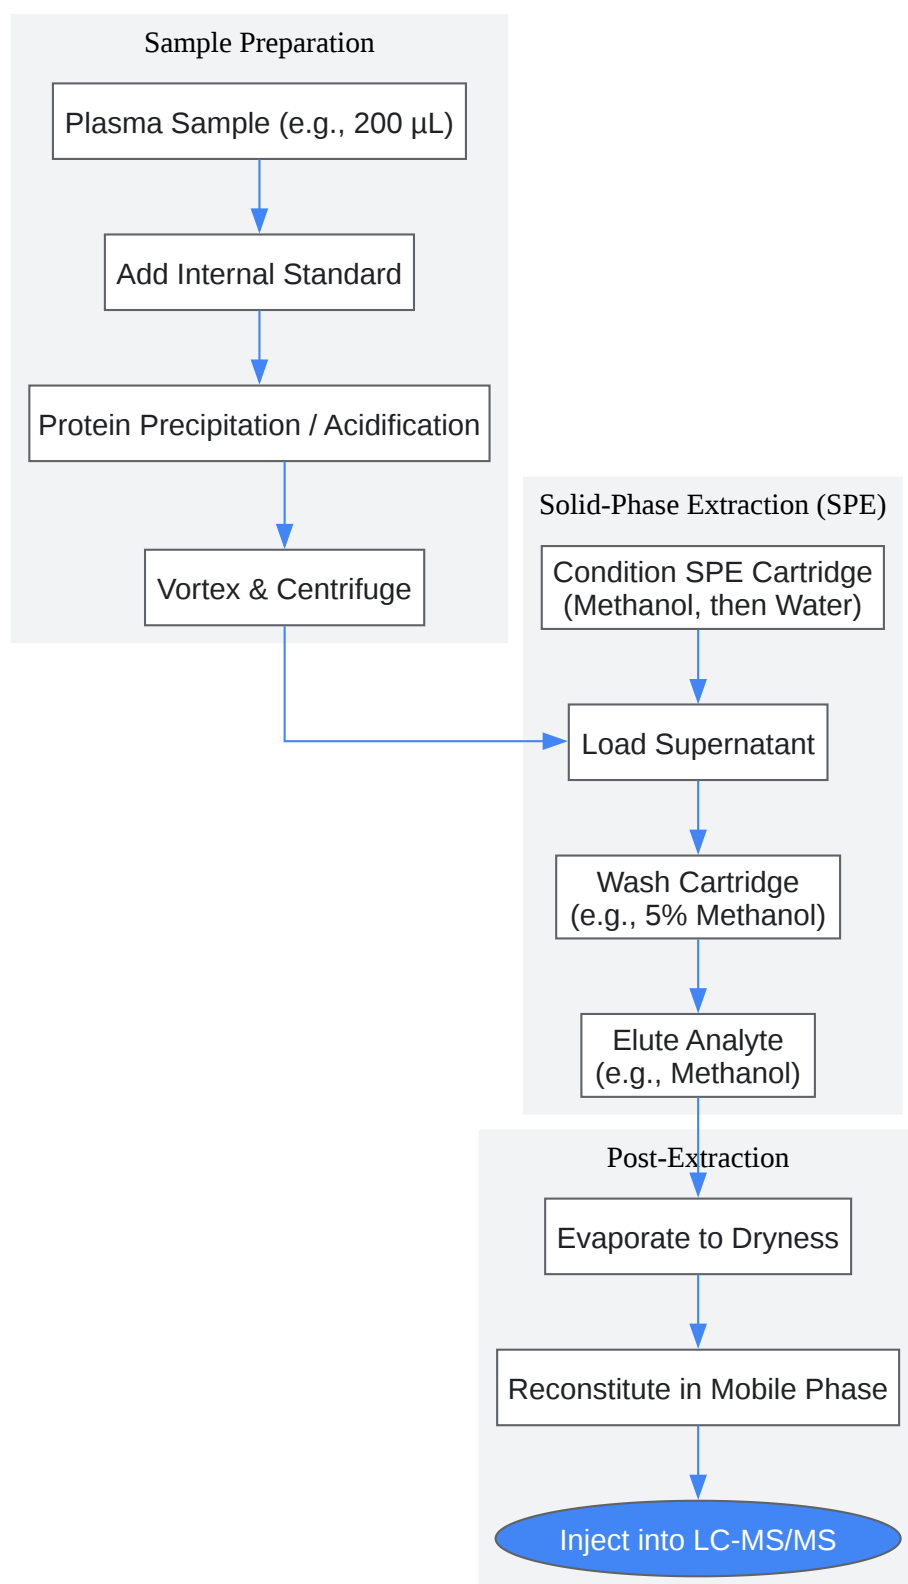 Sample Preparation
Plasma Sample (e.g., 200 µL)
Add Internal Standard
Protein Precipitation / Acidification
Vortex & Centrifuge
Solid-Phase Extraction (SPE)
Condition SPE Cartridge
(Methanol, then Water)
Load Supernatant
Wash Cartridge
(e.g., 5% Methanol)
Elute Analyte
(e.g., Methanol)
Post-Extraction
Evaporate to Dryness
Reconstitute in Mobile Phase
Inject into LC-MS/MS